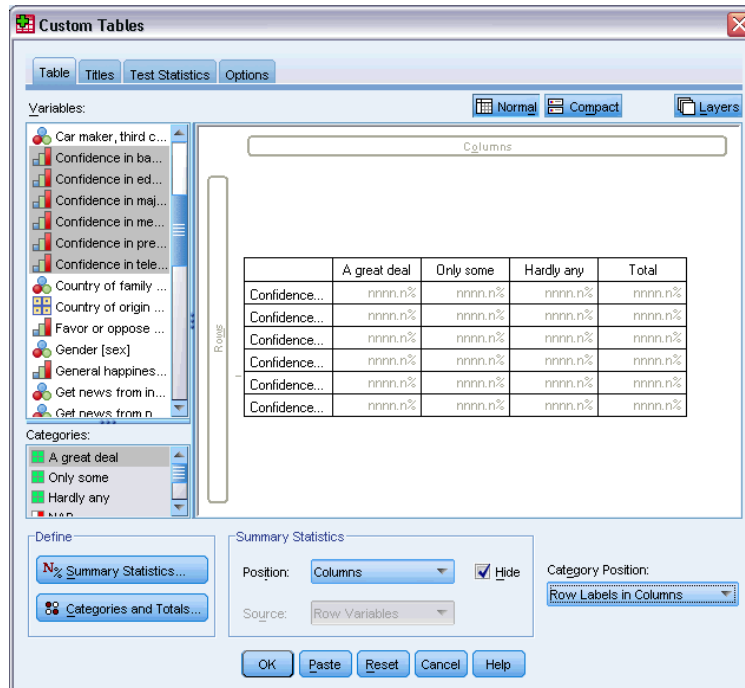 Custom Tables
Table Titles Test Statistics Options
Variables:
Normal Compact Layers
Car maker, third c...
Confidence in ba...
Confidence in ed...
Confidence in maj...
Confidence in me...
Confidence in pre...
Confidence in tele...
Country of family ...
Country of origin ...
Favor or oppose ...
Gender [sex]
General happines...
Get news from in...
Get news from n...
Columns
Rows
A great deal Only some Hardly any Total
Confidence... nnnn.n% nnnn.n% nnnn.n% nnnn.n%
Confidence... nnnn.n% nnnn.n% nnnn.n% nnnn.n%
Confidence... nnnn.n% nnnn.n% nnnn.n% nnnn.n%
Confidence... nnnn.n% nnnn.n% nnnn.n% nnnn.n%
Confidence... nnnn.n% nnnn.n% nnnn.n% nnnn.n%
Confidence... nnnn.n% nnnn.n% nnnn.n% nnnn.n%
Categories:
A great deal
Only some
Hardly any
Define
N% Summary Statistics...
Categories and Totals...
Summary Statistics
Position: Columns Hide
Source: Row Variables
Category Position:
Row Labels in Columns
OK Paste Reset Cancel Help